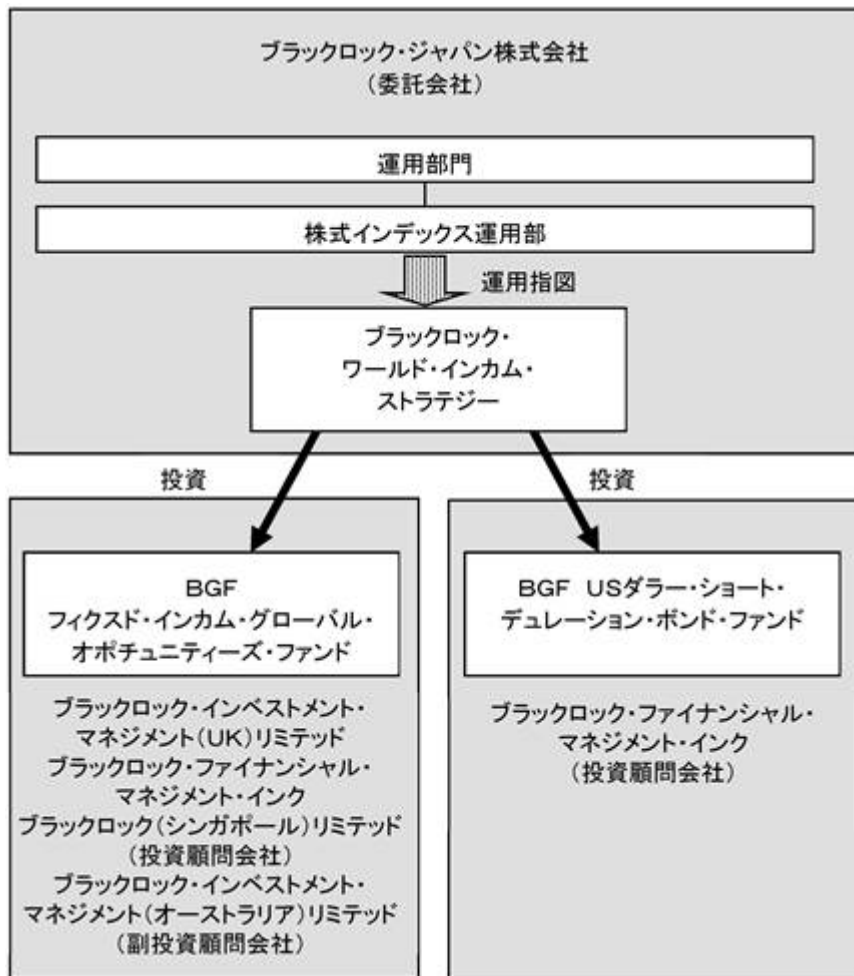 ブラックロック・ジャパン株式会社
（委託会社）
運用部門
株式インデックス運用部
運用指図
ブラックロック・
ワールド・インカム・
ストラテジー
投資
投資
BGF
フィクスド・インカム・グローバル・
オポチュニティーズ・ファンド
ブラックロック・インベストメント・
マネジメント（UK）リミテッド
ブラックロック・ファイナンシャル・
マネジメント・インク
ブラックロック（シンガポール）リミテッド
（投資顧問会社）
ブラックロック・インベストメント・
マネジメント（オーストラリア）リミテッド
（副投資顧問会社）
BGF　USダラー・ショート・
デュレーション・ボンド・ファンド
ブラックロック・ファイナンシャル・
マネジメント・インク
（投資顧問会社）